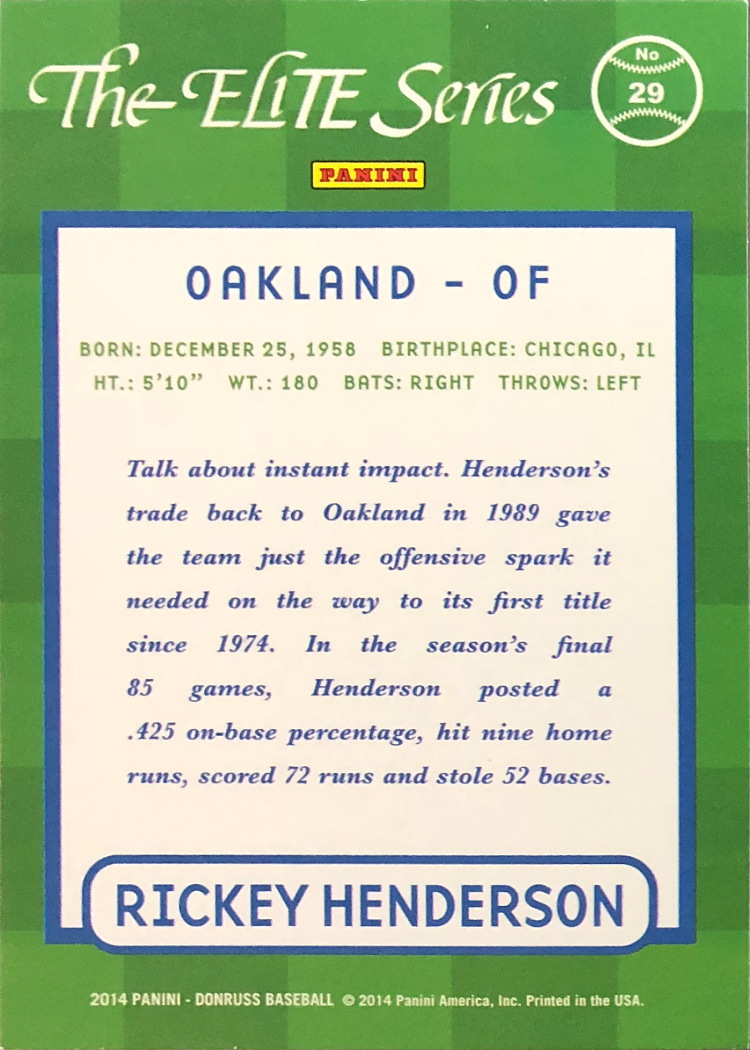 The ELITE Series
No
29
PANINI
OAKLAND - OF
BORN: DECEMBER 25, 1958 BIRTHPLACE: CHICAGO, IL
HT.: 5'10" WT.: 180 BATS: RIGHT THROWS: LEFT
Talk about instant impact. Henderson's
trade back to Oakland in 1989 gave
the team just the offensive spark it
needed on the way to its first title
since 1974. In the season's final
85 games, Henderson posted a
.425 on-base percentage, hit nine home
runs, scored 72 runs and stole 52 bases.
RICKEY HENDERSON
2014 PANINI - DONRUSS BASEBALL © 2014 Panini America, Inc. Printed in the USA.